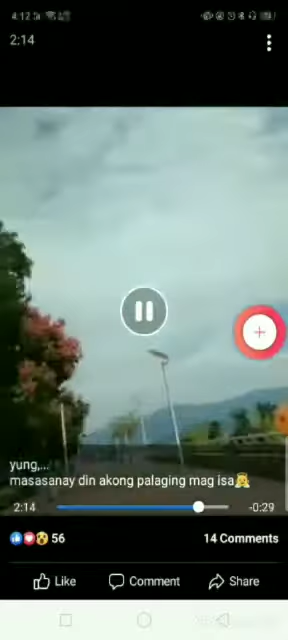 4:12
2:14
yung,...
masasanay din akong palaging mag isa
2:14
-0:29
56
14 Comments
Like
Comment
Share